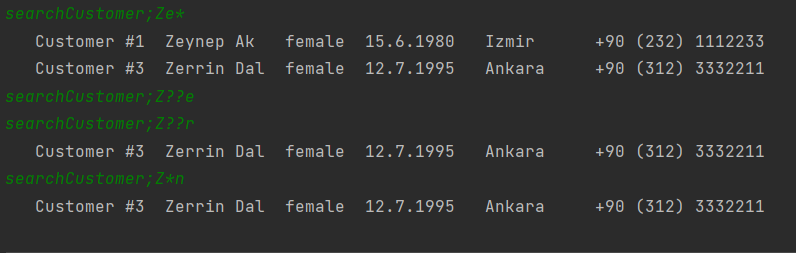 searchCustomer;Ze*
Customer #1  Zeynep Ak   female  15.6.1980   Izmir      +90 (232) 1112233
Customer #3  Zerrin Dal  female  12.7.1995   Ankara     +90 (312) 3332211
searchCustomer;Z??e
searchCustomer;Z??r
Customer #3  Zerrin Dal  female  12.7.1995   Ankara     +90 (312) 3332211
searchCustomer;Z*n
Customer #3  Zerrin Dal  female  12.7.1995   Ankara     +90 (312) 3332211